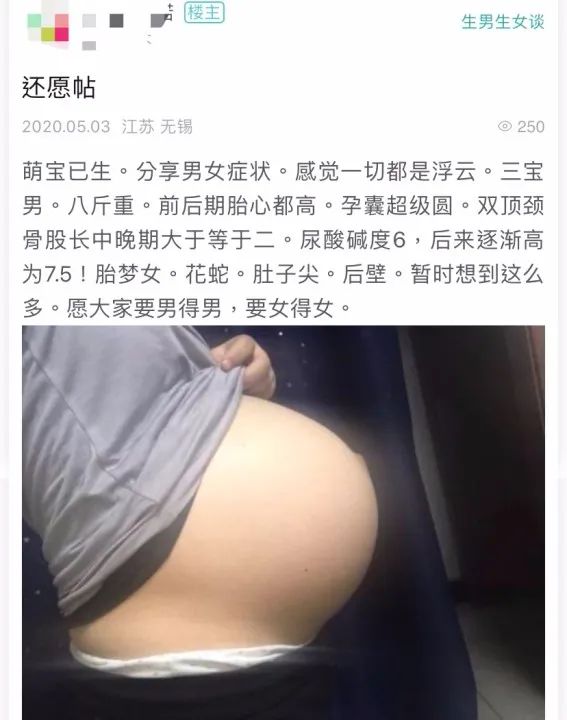 楼主
生男生女谈
还愿帖
2020.05.03 江苏 无锡
250
萌宝已生。分享男女症状。感觉一切都是浮云。三宝
男。八斤重。前后期胎心都高。孕囊超级圆。双顶颈
骨股长中晚期大于等于二。尿酸碱度6，后来逐渐高
为7.5！胎梦女。花蛇。肚子尖。后壁。暂时想到这么
多。愿大家要男得男，要女得女。